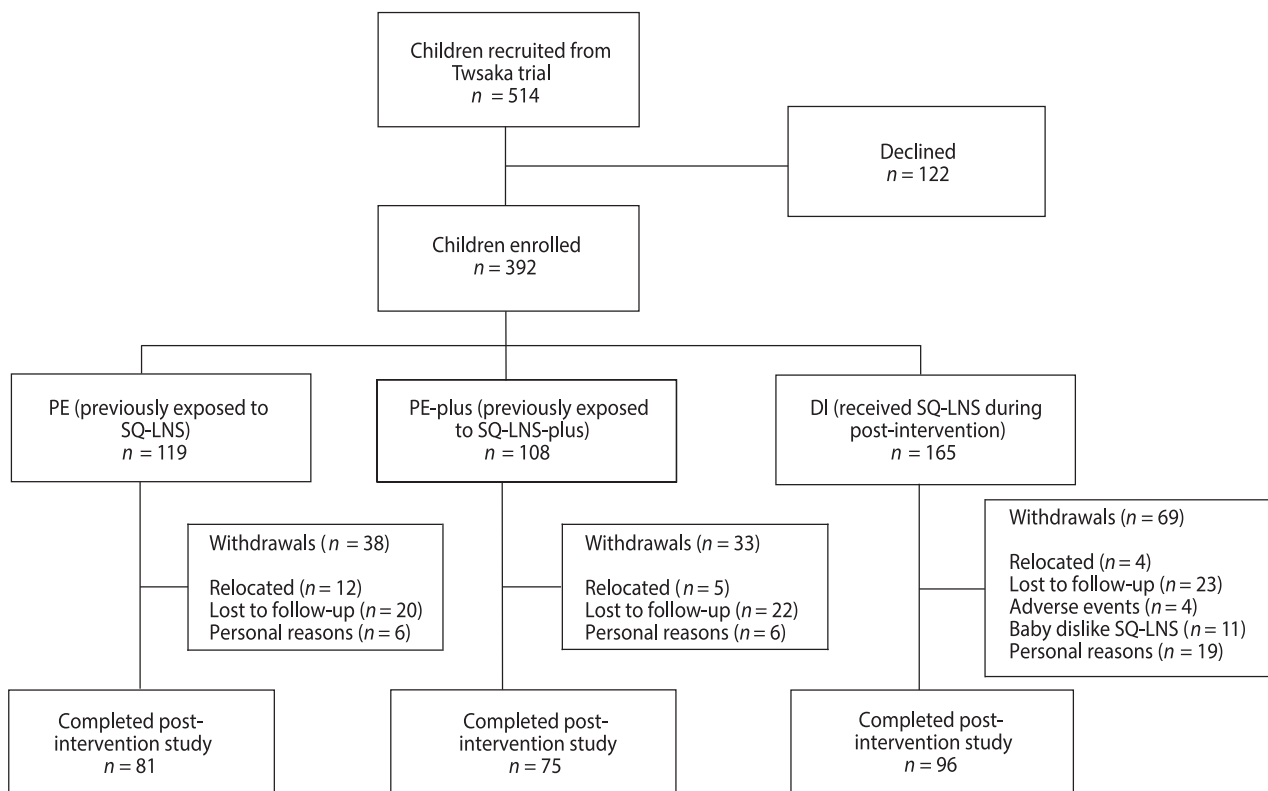 Children recruited from
Twsaka trial
n = 514
Declined
n = 122
Children enrolled
n = 392
PE (previously exposed to
SQ-LNS)
n = 119
PE-plus (previously exposed
to SQ-LNS-plus)
n = 108
DI (received SQ-LNS during
post-intervention)
n = 165
Withdrawals (n = 38)
Relocated (n = 12)
Lost to follow-up (n = 20)
Personal reasons (n = 6)
Withdrawals (n = 33)
Relocated (n = 5)
Lost to follow-up (n = 22)
Personal reasons (n = 6)
Withdrawals (n = 69)
Relocated (n = 4)
Lost to follow-up (n = 23)
Adverse events (n = 4)
Baby dislike SQ-LNS (n = 11)
Personal reasons (n = 19)
Completed post-
intervention study
n = 81
Completed post-
intervention study
n = 75
Completed post-
intervention study
n = 96